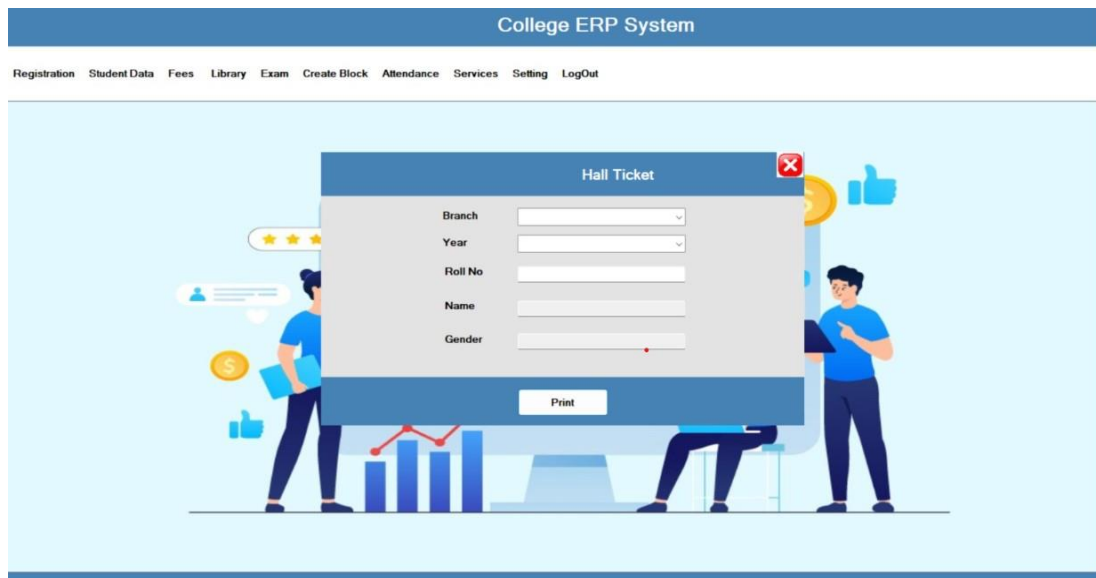 College ERP System
Registration Student Data Fees Library Exam Create Block Attendance Services Setting LogOut
Hall Ticket
Branch
Year
Roll No
Name
Gender
Print